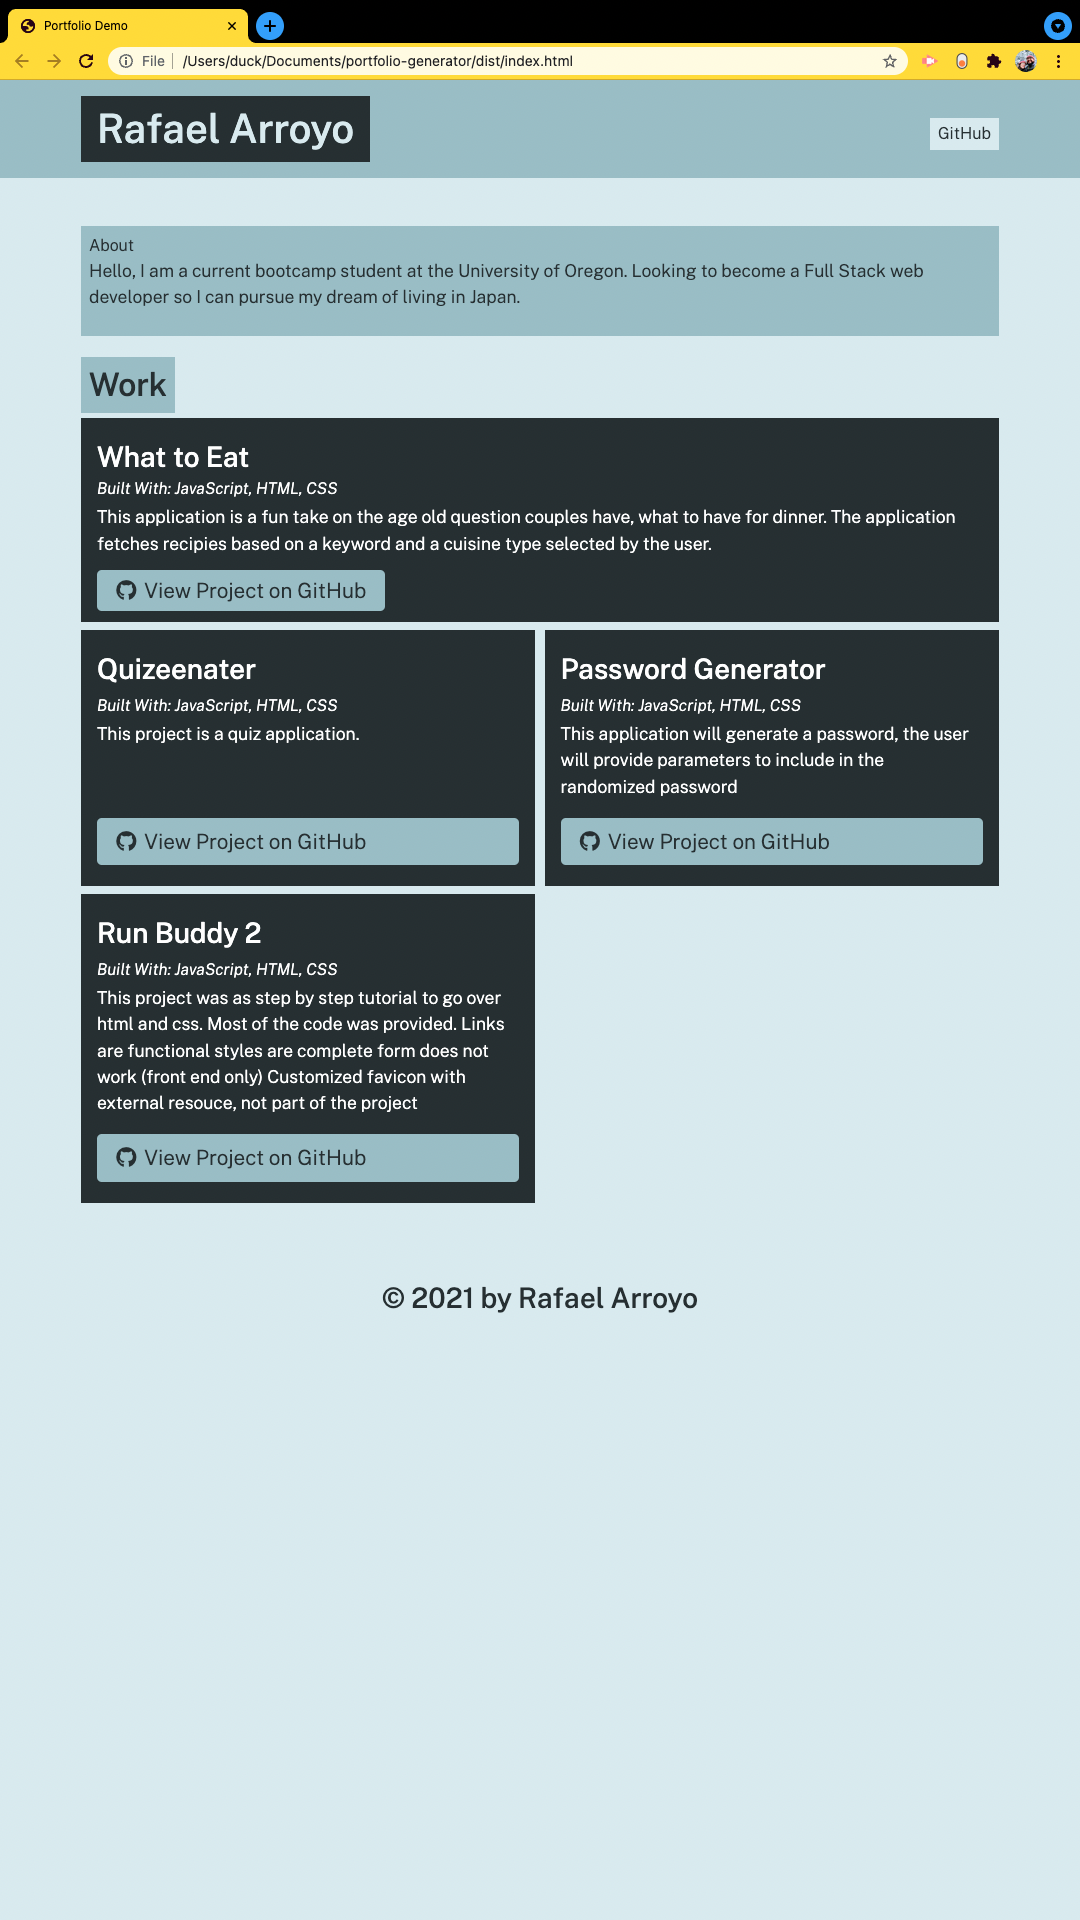 Portfolio Demo
File /Users/duck/Documents/portfolio-generator/dist/index.html
Rafael Arroyo
GitHub
About
Hello, I am a current bootcamp student at the University of Oregon. Looking to become a Full Stack web
developer so I can pursue my dream of living in Japan.
Work
What to Eat
Built With: JavaScript, HTML, CSS
This application is a fun take on the age old question couples have, what to have for dinner. The application
fetches recipies based on a keyword and a cuisine type selected by the user.
View Project on GitHub
Quizeenater
Built With: JavaScript, HTML, CSS
This project is a quiz application.
View Project on GitHub
Password Generator
Built With: JavaScript, HTML, CSS
This application will generate a password, the user
will provide parameters to include in the
randomized password
View Project on GitHub
Run Buddy 2
Built With: JavaScript, HTML, CSS
This project was as step by step tutorial to go over
html and css. Most of the code was provided. Links
are functional styles are complete form does not
work (front end only) Customized favicon with
external resouce, not part of the project
View Project on GitHub
© 2021 by Rafael Arroyo